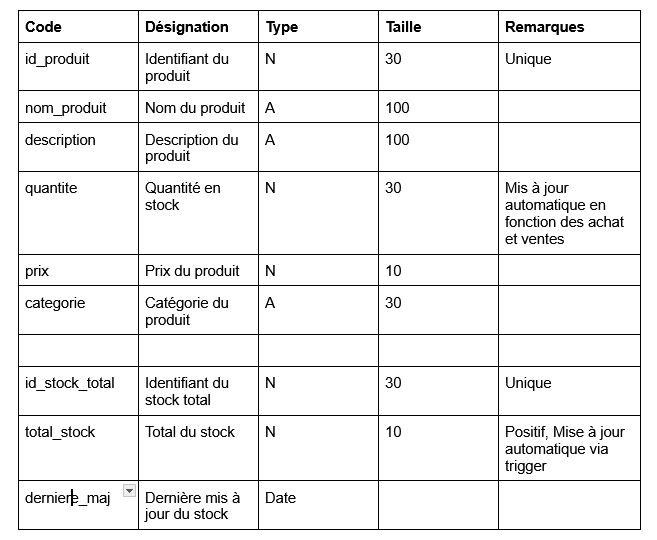 Code Désignation Type Taille Remarques
id_produit Identifiant du N 30 Unique
produit
nom_produit Nom du produit A 100
description Description du A 100
produit
quantite Quantité en N 30 Mis à jour
stock automatique en
fonction des achat
et ventes
prix Prix du produit N 10
categorie Catégorie du A 30
produit
id_stock_total Identifiant du N 30 Unique
stock total
total_stock Total du stock N 10 Positif, Mise à jour
automatique via
trigger
derniere_maj Dernière mis à Date
jour du stock